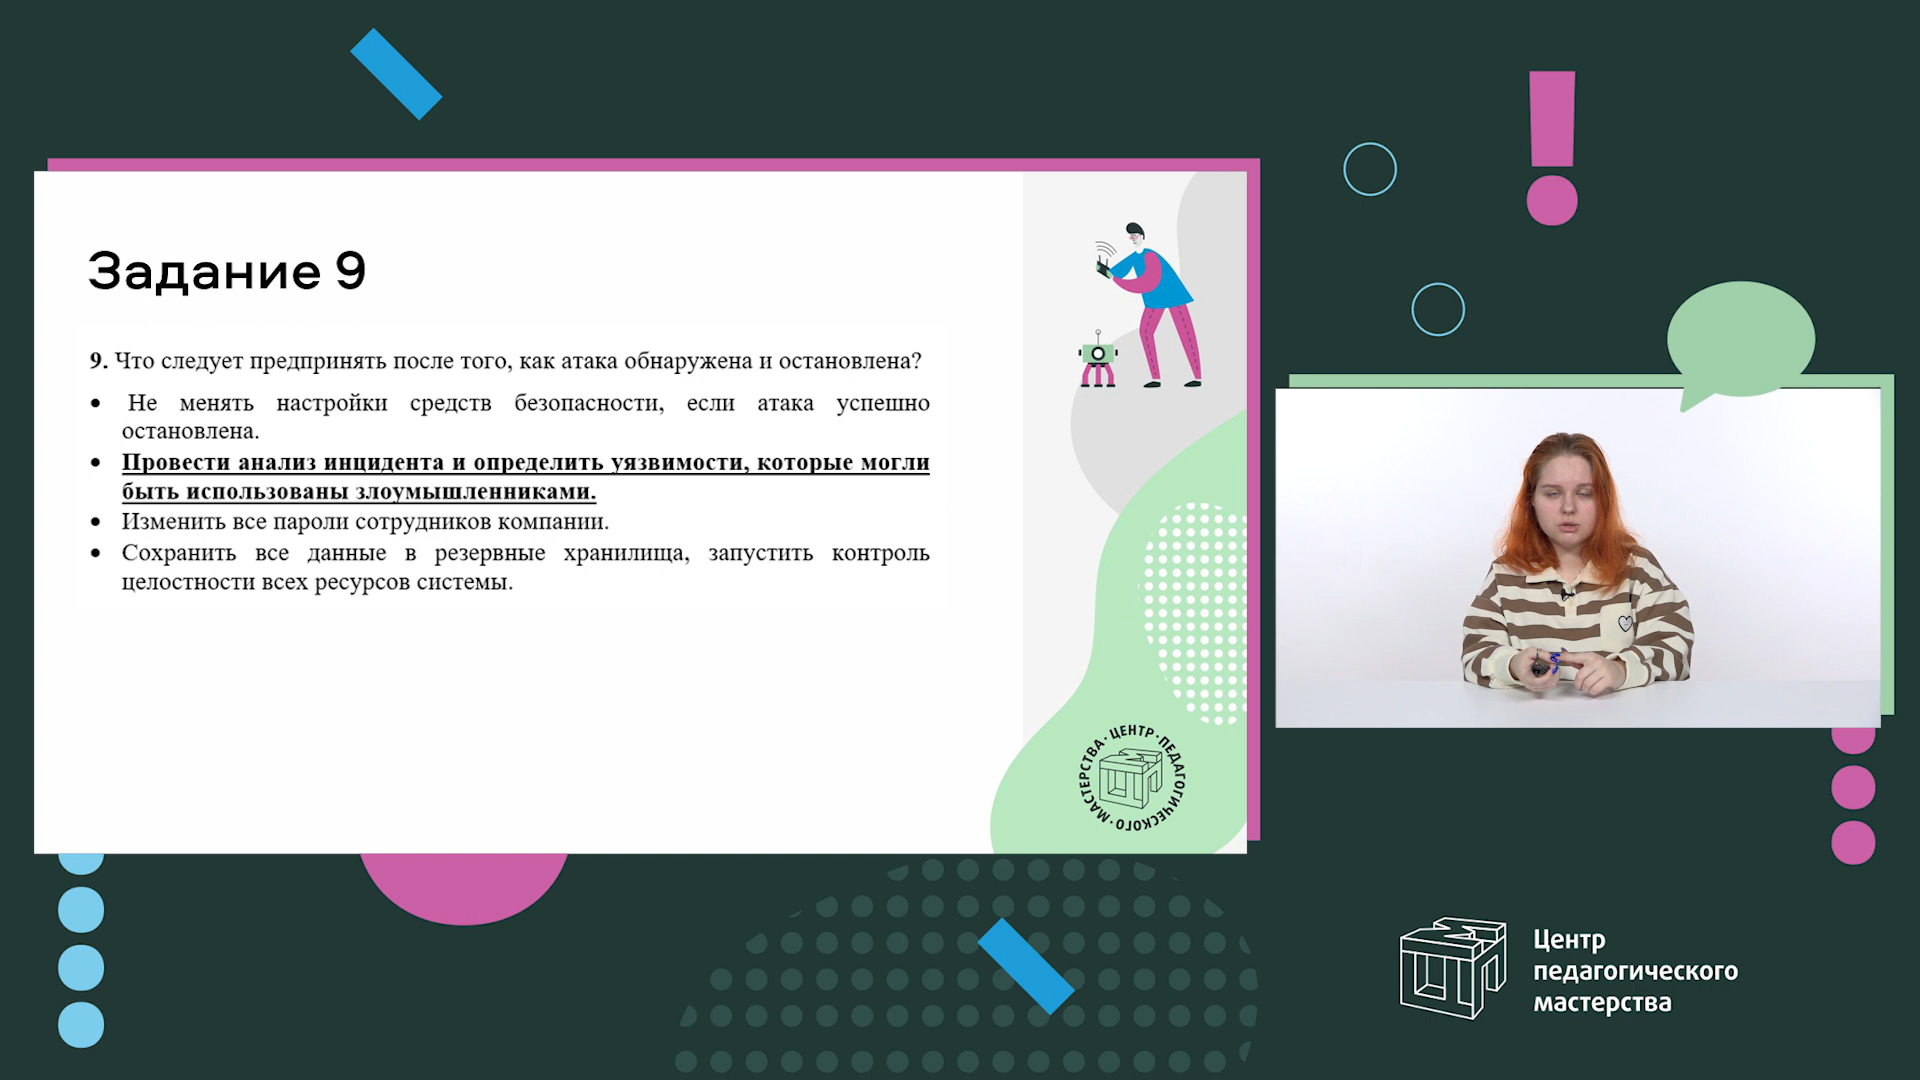 Задание 9
9. Что следует предпринять после того, как атака обнаружена и остановлена?
• Не менять настройки средств безопасности, если атака успешно
остановлена.
• Провести анализ инцидента и определить уязвимости, которые могли
быть использованы злоумышленниками.
• Изменить все пароли сотрудников компании.
• Сохранить все данные в резервные хранилища, запустить контроль
целостности всех ресурсов системы.
ЦЕНТР · ПЕДАГОГИЧЕСКОГО · МАСТЕРСТВА ·
Центр
педагогического
мастерства